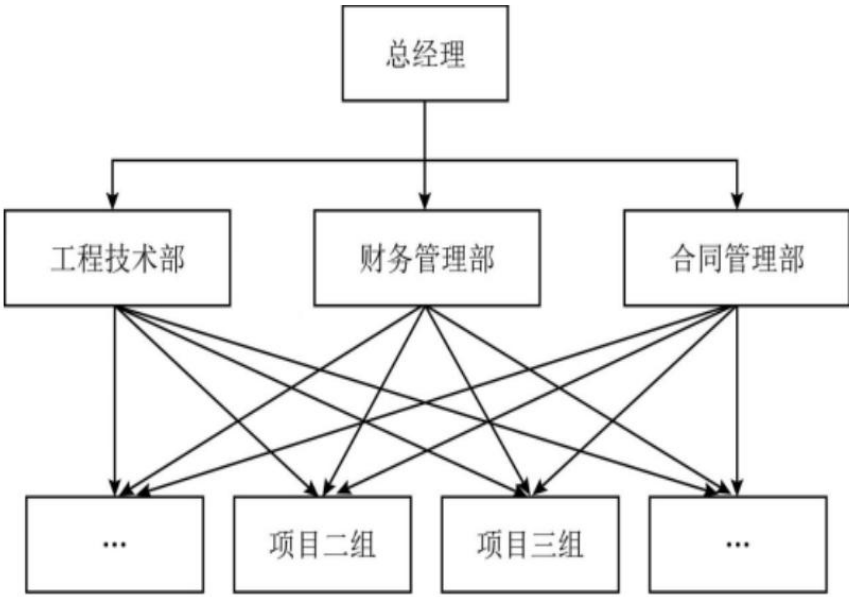 总经理
工程技术部
财务管理部
合同管理部
…
项目二组
项目三组
…